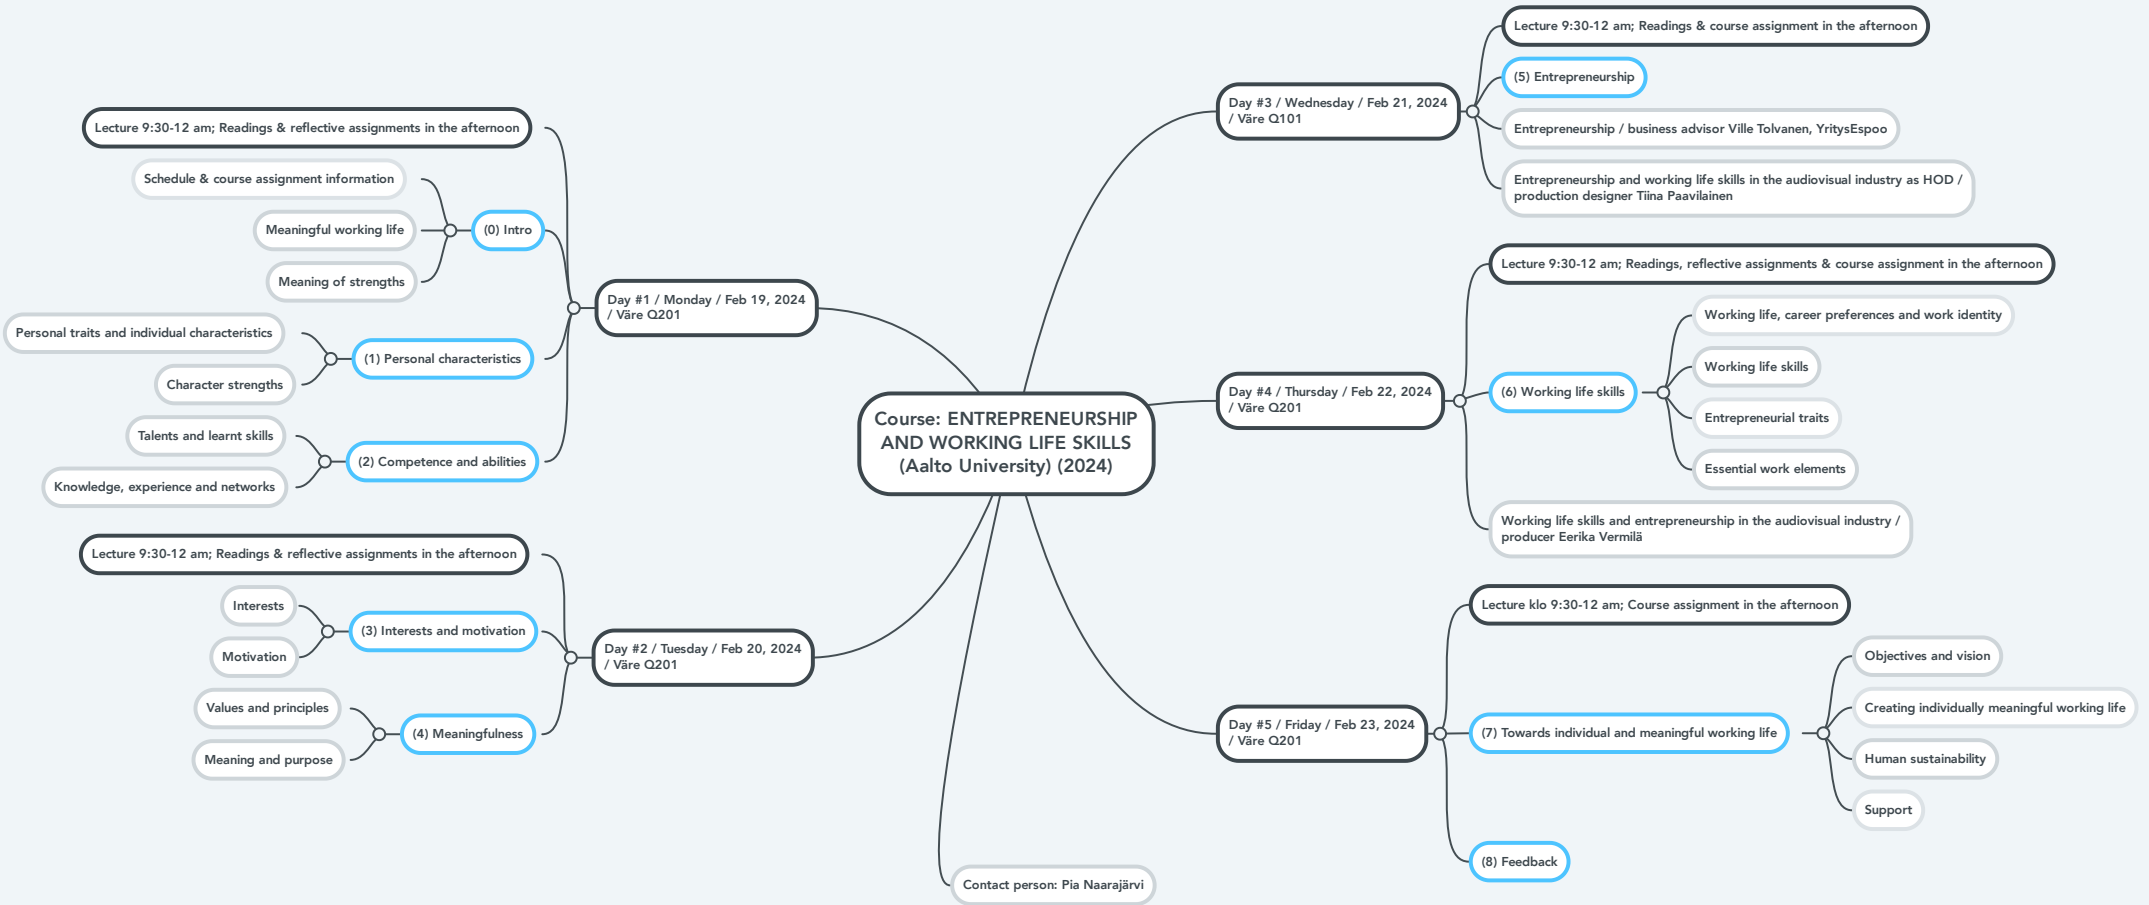 Course: ENTREPRENEURSHIP
AND WORKING LIFE SKILLS
(Aalto University) (2024)
Day #1 / Monday / Feb 19, 2024
/ Väre Q201
Lecture 9:30-12 am; Readings & reflective assignments in the afternoon
(0) Intro
Schedule & course assignment information
Meaningful working life
Meaning of strengths
(1) Personal characteristics
Personal traits and individual characteristics
Character strengths
(2) Competence and abilities
Talents and learnt skills
Knowledge, experience and networks
Day #2 / Tuesday / Feb 20, 2024
/ Väre Q201
Lecture 9:30-12 am; Readings & reflective assignments in the afternoon
(3) Interests and motivation
Interests
Motivation
(4) Meaningfulness
Values and principles
Meaning and purpose
Day #3 / Wednesday / Feb 21, 2024
/ Väre Q101
Lecture 9:30-12 am; Readings & course assignment in the afternoon
(5) Entrepreneurship
Entrepreneurship / business advisor Ville Tolvanen, YritysEspoo
Entrepreneurship and working life skills in the audiovisual industry as HOD /
production designer Tiina Paavilainen
Day #4 / Thursday / Feb 22, 2024
/ Väre Q201
Lecture 9:30-12 am; Readings, reflective assignments & course assignment in the afternoon
(6) Working life skills
Working life, career preferences and work identity
Working life skills
Entrepreneurial traits
Essential work elements
Working life skills and entrepreneurship in the audiovisual industry /
producer Eerika Vermilä
Day #5 / Friday / Feb 23, 2024
/ Väre Q201
Lecture klo 9:30-12 am; Course assignment in the afternoon
(7) Towards individual and meaningful working life
Objectives and vision
Creating individually meaningful working life
Human sustainability
Support
(8) Feedback
Contact person: Pia Naarajärvi